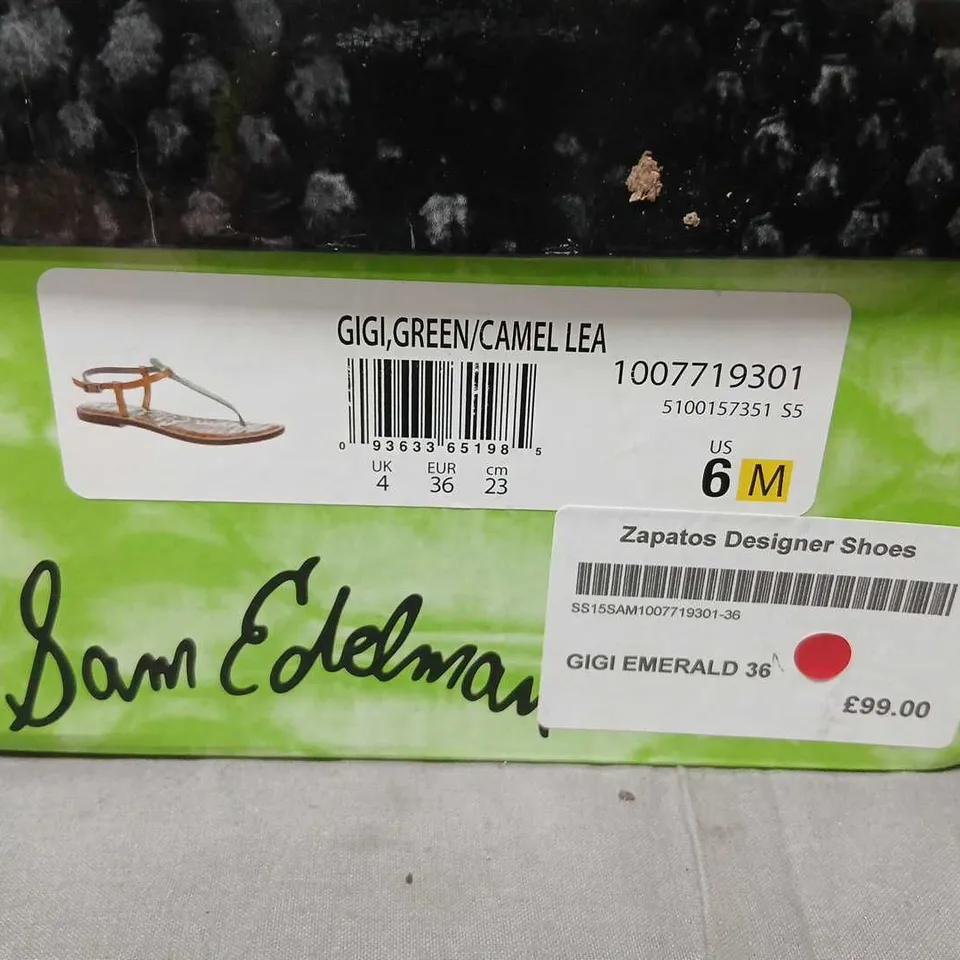 GIGI,GREEN/CAMEL LEA
1007719301
5100157351 S5
0 93633 65198 5
UK EUR cm
4 36 23
US
6 M
Sam Edelman
Zapatos Designer Shoes
SS15SAM1007719301-36
GIGI EMERALD 36
£99.00